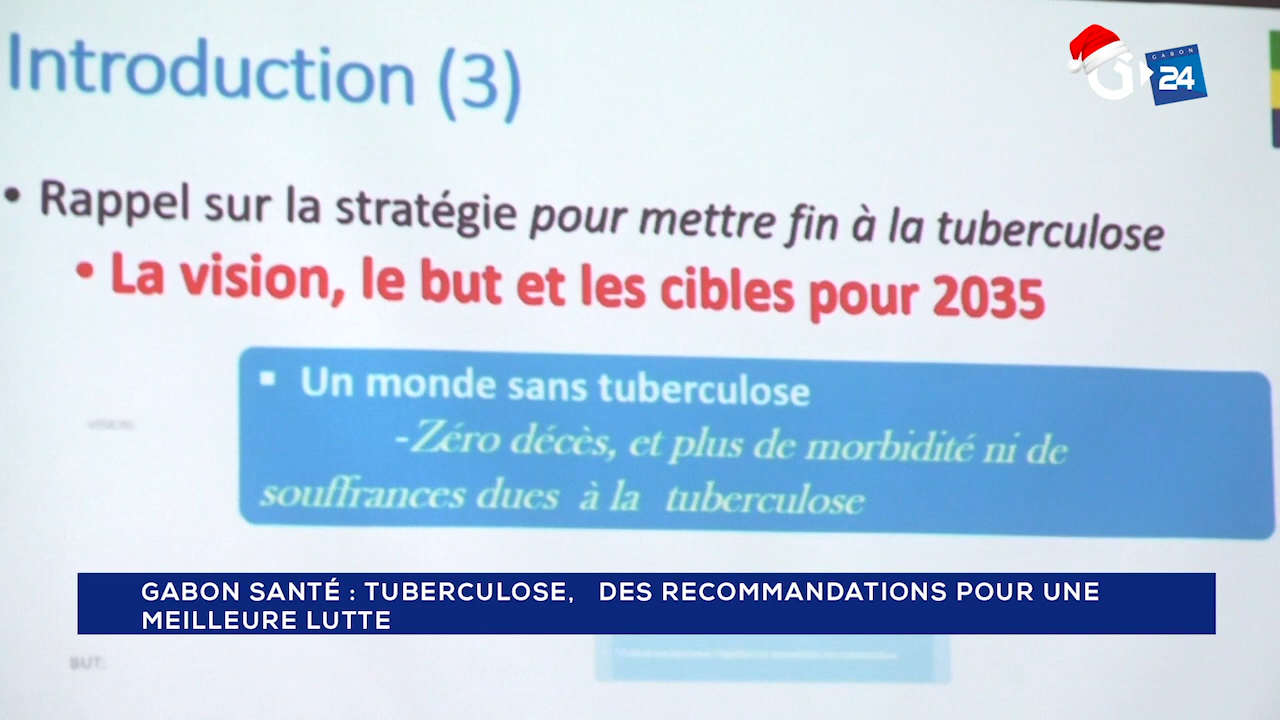 Introduction (3)
GABON
24
• Rappel sur la stratégie pour mettre fin à la tuberculose
• La vision, le but et les cibles pour 2035
▪ Un monde sans tuberculose
-Zéro décès, et plus de morbidité ni de
souffrances dues à la tuberculose
GABON SANTÉ : TUBERCULOSE, DES RECOMMANDATIONS POUR UNE
MEILLEURE LUTTE
BUT: